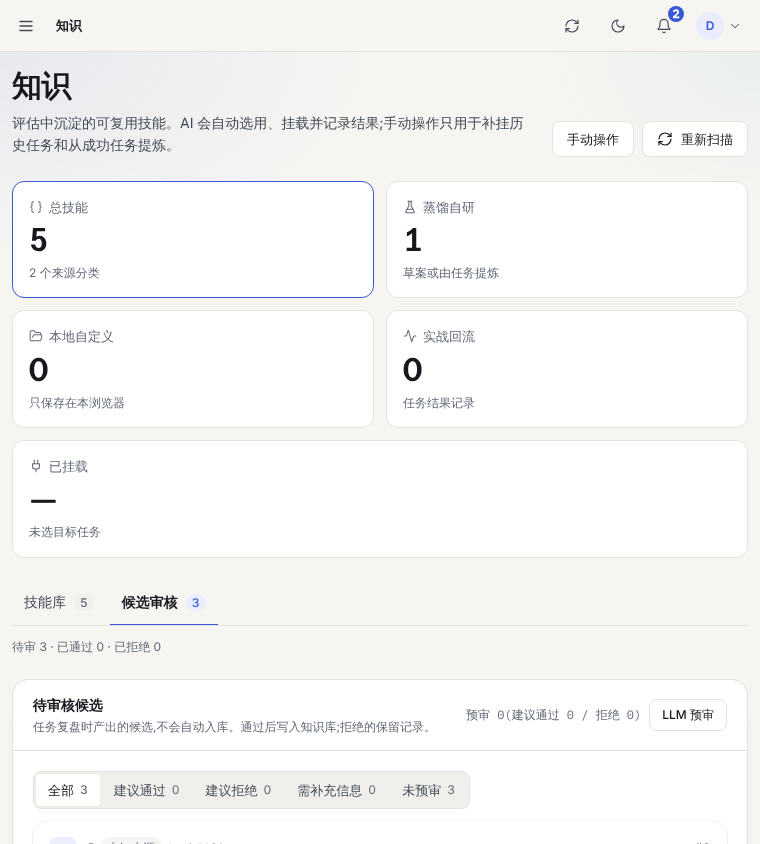 知识
2
D
知识
评估中沉淀的可复用技能。AI 会自动选用、挂载并记录结果;手动操作只用于补挂历
史任务和从成功任务提炼。
手动操作
重新扫描
总技能
5
2 个来源分类
蒸馏自研
1
草案或由任务提炼
本地自定义
0
只保存在本浏览器
实战回流
0
任务结果记录
已挂载
—
未选目标任务
技能库 5
候选审核 3
待审 3 · 已通过 0 · 已拒绝 0
待审核候选
任务复盘时产出的候选,不会自动入库。通过后写入知识库;拒绝的保留记录。
预审 0(建议通过 0 / 拒绝 0)
LLM 预审
全部 3
建议通过 0
建议拒绝 0
需补充信息 0
未预审 3